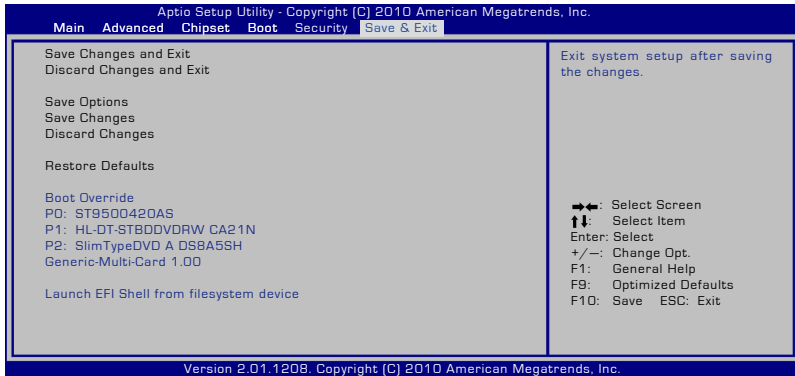 Aptio Setup Utility - Copyright (C) 2010 American Megatrends, Inc.
Main Advanced Chipset Boot Security Save & Exit
Save Changes and Exit
Discard Changes and Exit
Save Options
Save Changes
Discard Changes
Restore Defaults
Boot Override
P0: ST9500420AS
P1: HL-DT-STBDDVDRW CA21N
P2: SlimTypeDVD A DS8A5SH
Generic-Multi-Card 1.00
Launch EFI Shell from filesystem device
Exit system setup after saving
the changes.
→←: Select Screen
↑↓: Select Item
Enter: Select
+/—: Change Opt.
F1: General Help
F9: Optimized Defaults
F10: Save ESC: Exit
Version 2.01.1208. Copyright (C) 2010 American Megatrends, Inc.